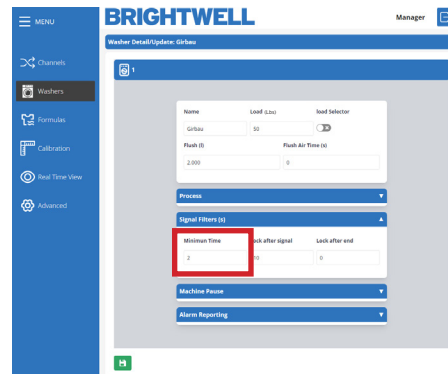 MENU
BRIGHTWELL
Manager
Washer Detail/Update: Girbau
Channels
1
Washers
Name Load (Lbs) load Selector
Formulas
Girbau 50
Flush (l) Flush Air Time (s)
Calibration
2.000 0
Real Time View
Process
Advanced
Signal Filters (s)
Minimun Time Lock after signal Lock after end
2 10 0
Machine Pause
Alarm Reporting